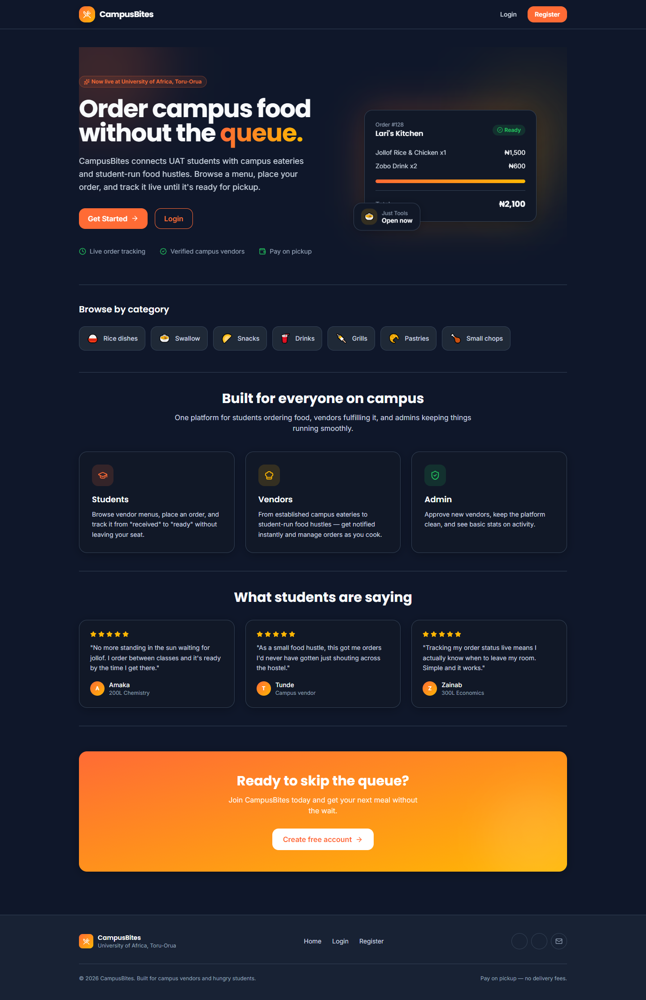 CampusBites
Login
Register
Now live at University of Africa, Toru-Orua
Order campus food
without the queue.
CampusBites connects UAT students with campus eateries
and student-run food hustles. Browse a menu, place your
order, and track it live until it's ready for pickup.
Get Started
Login
Live order tracking
Verified campus vendors
Pay on pickup
Order #128
Lari's Kitchen
Ready
Jollof Rice & Chicken x1
₦1,500
Zobo Drink x2
₦600
₦2,100
Just Tools
Open now
Browse by category
Rice dishes
Swallow
Snacks
Drinks
Grills
Pastries
Small chops
Built for everyone on campus
One platform for students ordering food, vendors fulfilling it, and admins keeping things
running smoothly.
Students
Browse vendor menus, place an order, and
track it from "received" to "ready" without
leaving your seat.
Vendors
From established campus eateries to
student-run food hustles — get notified
instantly and manage orders as you cook.
Admin
Approve new vendors, keep the platform
clean, and see basic stats on activity.
What students are saying
"No more standing in the sun waiting for
jollof. I order between classes and it's ready
by the time I get there."
A
Amaka
200L Chemistry
"As a small food hustle, this got me orders
I'd never have gotten just shouting across
the hostel."
T
Tunde
Campus vendor
"Tracking my order status live means I
actually know when to leave my room.
Simple and it works."
Z
Zainab
300L Economics
Ready to skip the queue?
Join CampusBites today and get your next meal without
the wait.
Create free account
CampusBites
University of Africa, Toru-Orua
Home
Login
Register
© 2026 CampusBites. Built for campus vendors and hungry students.
Pay on pickup — no delivery fees.